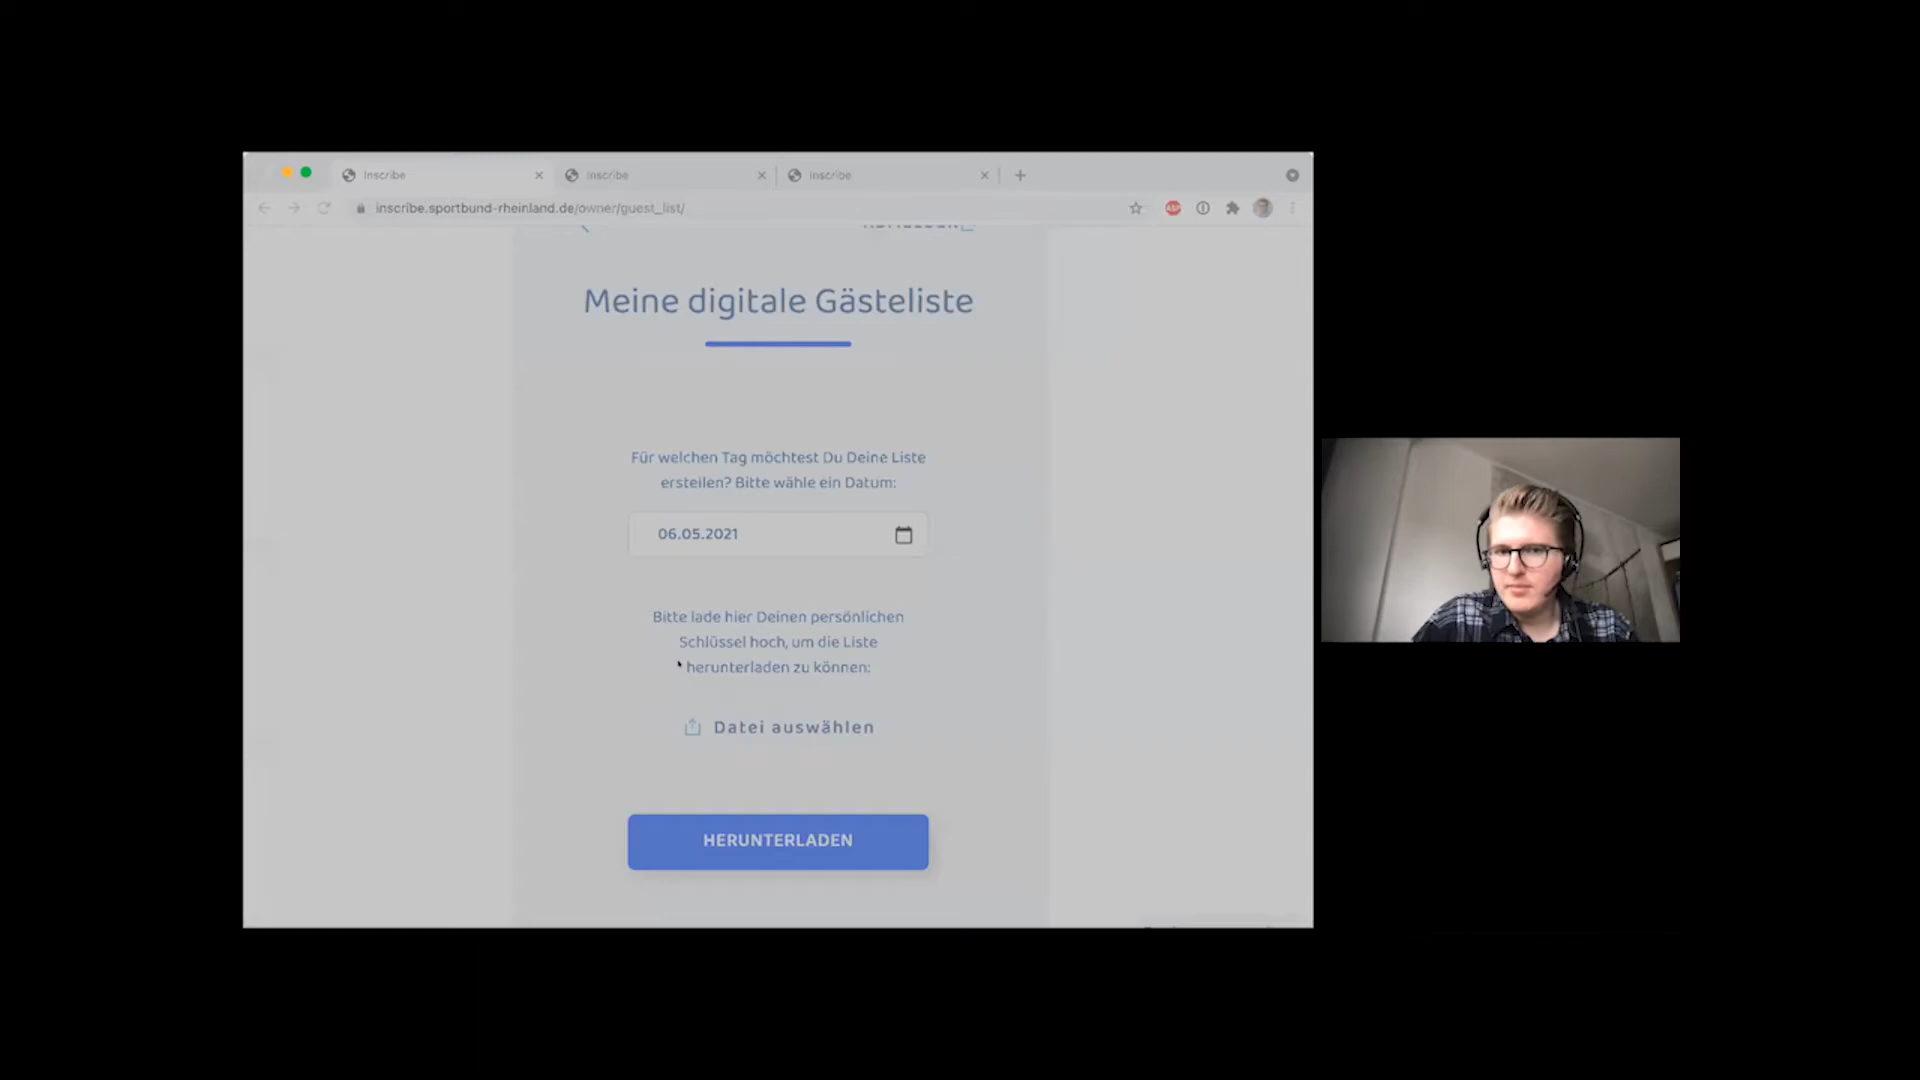 Inscribe
Inscribe
Inscribe
inscribe.sportbund-rheinland.de/owner/guest_list/
ABP
Meine digitale Gästeliste
Für welchen Tag möchtest Du Deine Liste
erstellen? Bitte wähle ein Datum:
06.05.2021
Bitte lade hier Deinen persönlichen
Schlüssel hoch, um die Liste
herunterladen zu können:
Datei auswählen
HERUNTERLADEN